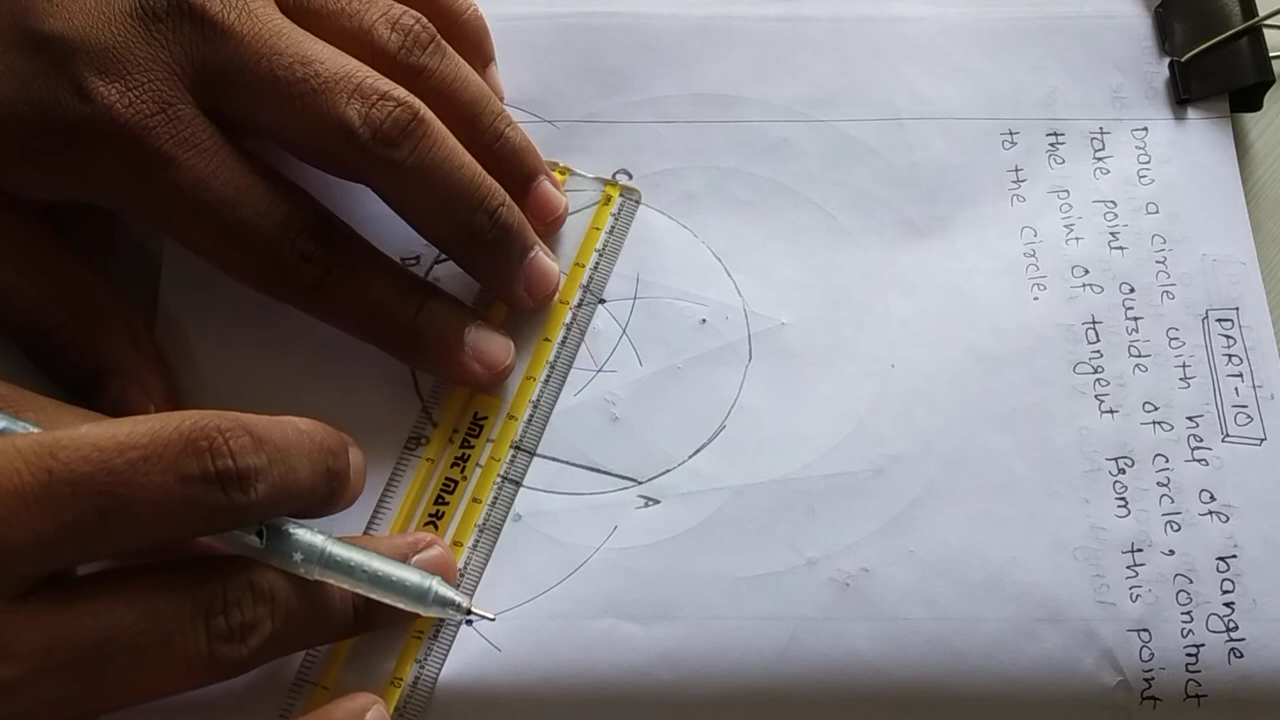 PART-10
Draw a circle with help of bangle
take point outside of circle, construct
the point of tangent from this point
to the circle.
A
B
C
D